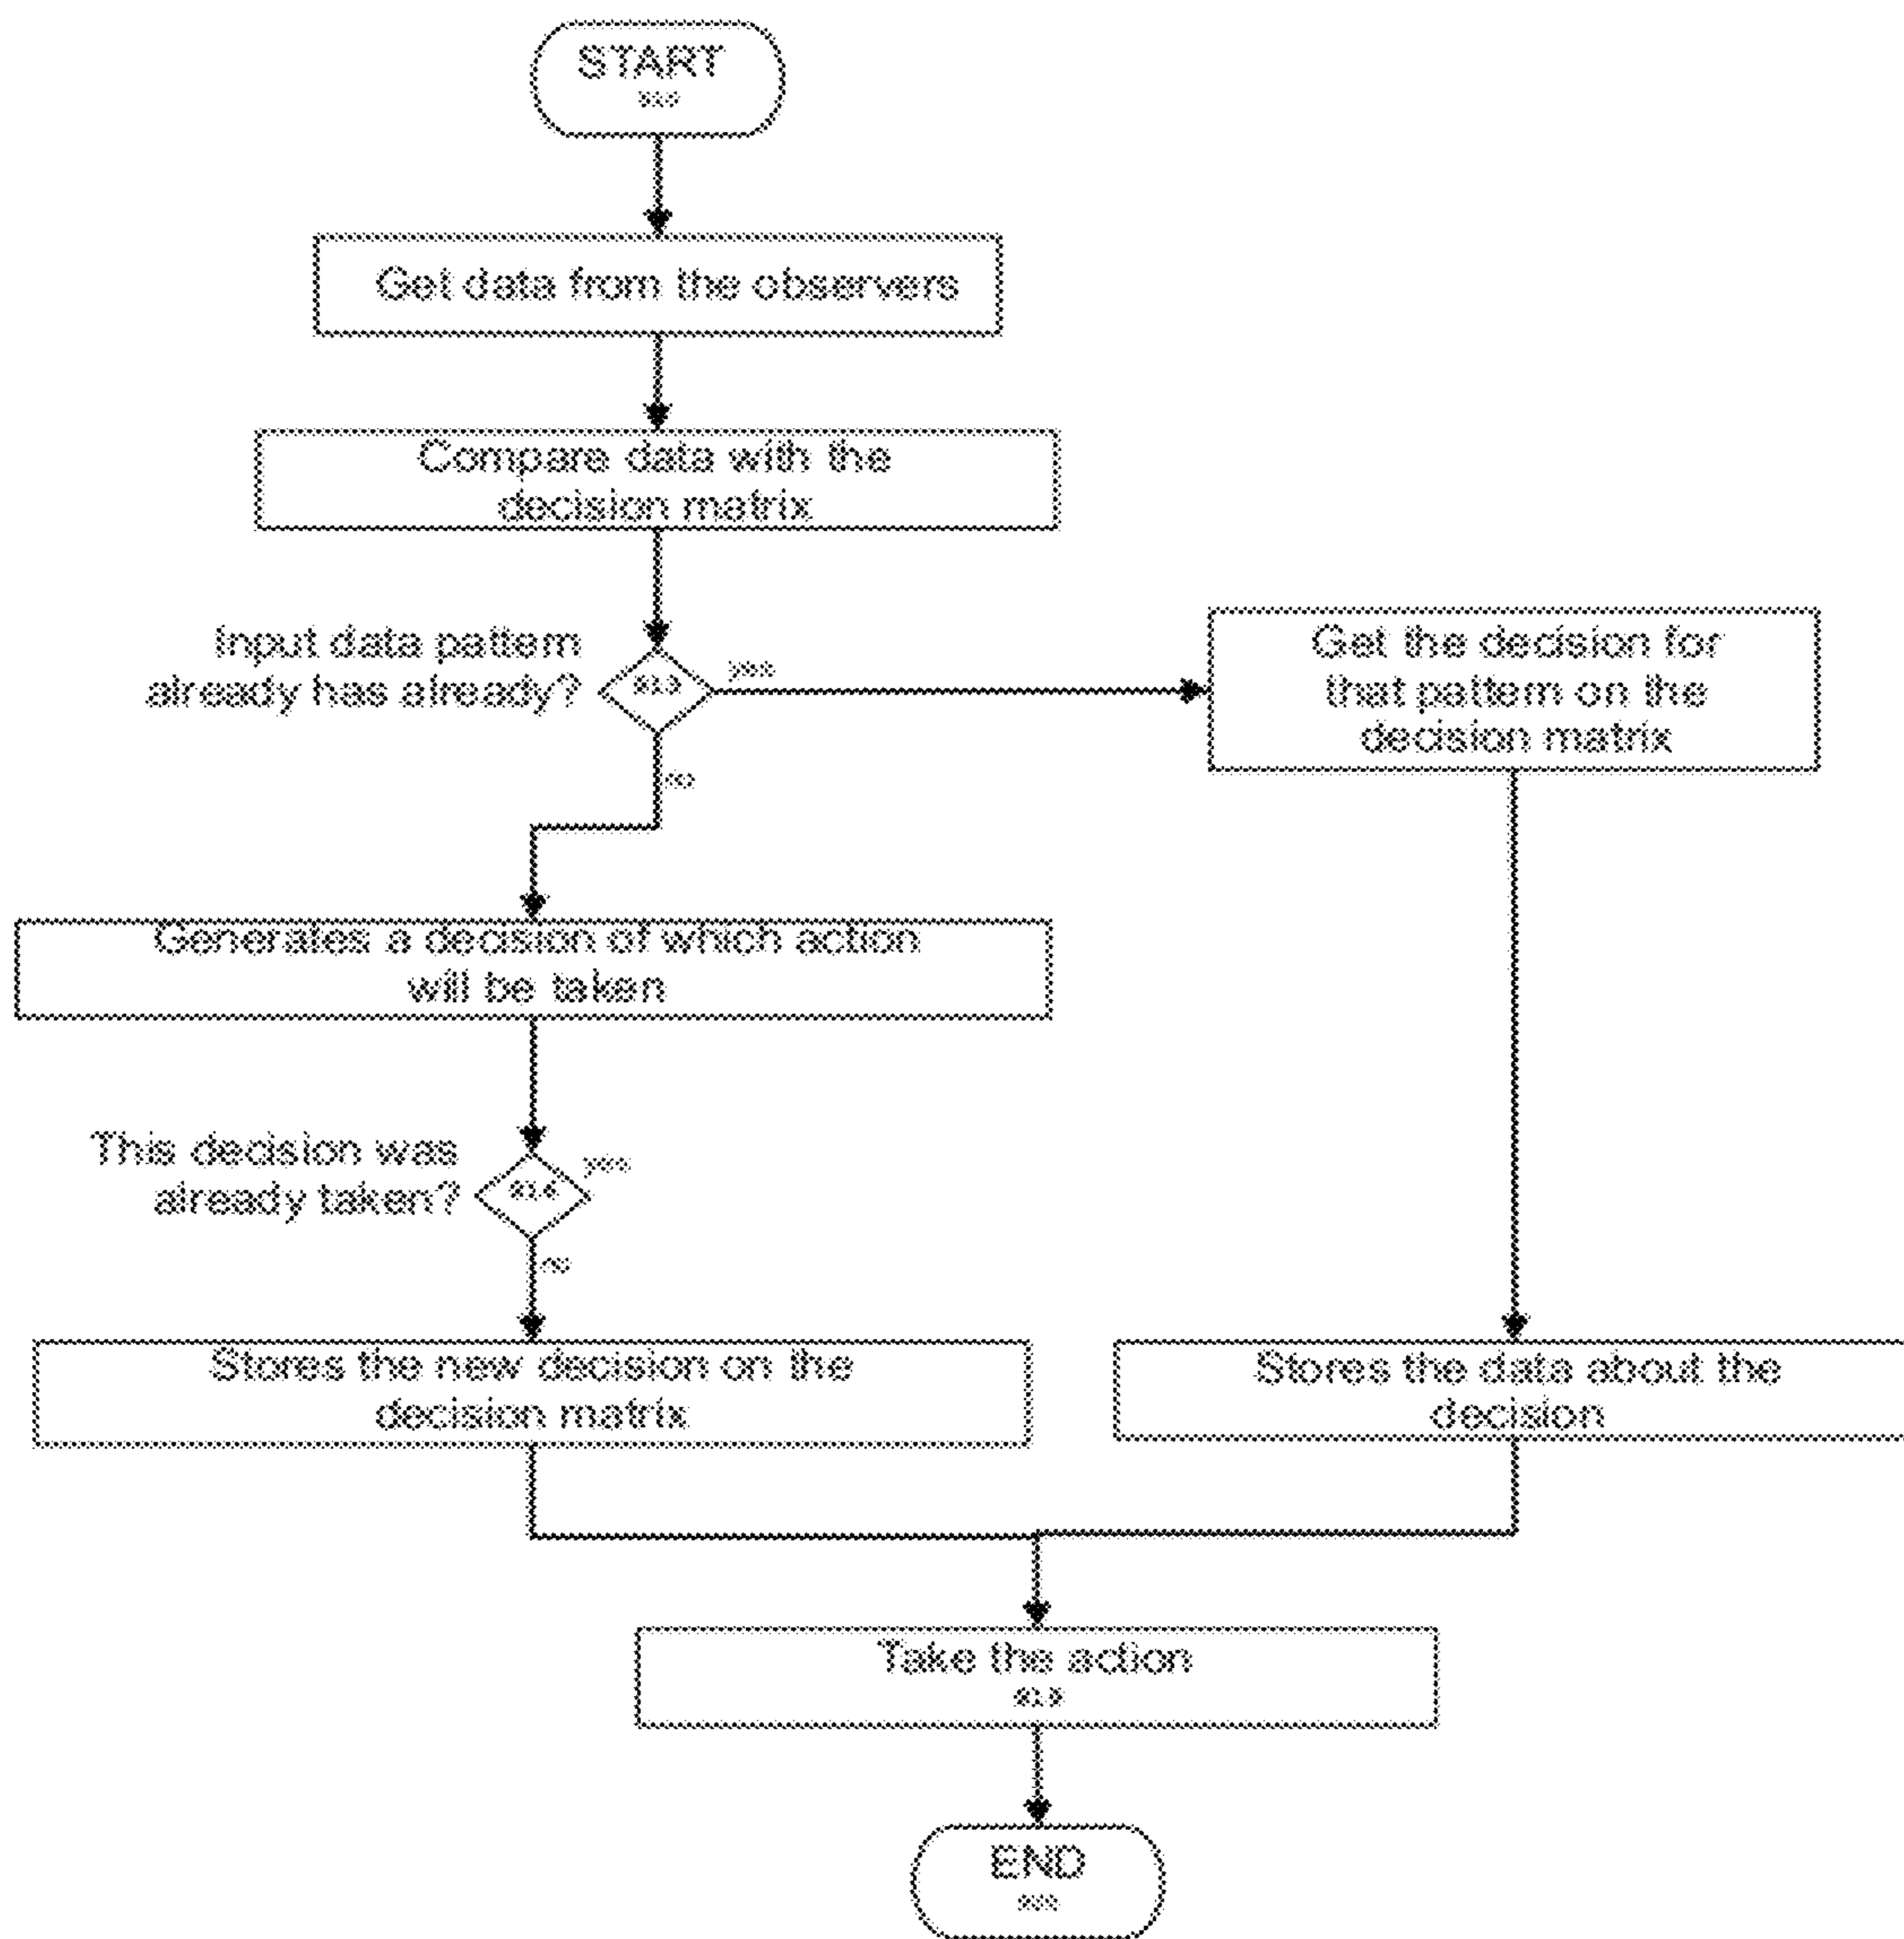 START
Get data from the observers
Compare data with the
decision matrix
Input data pattern
already has already?
913
yes
Get the decision for
that pattern on the
decision matrix
no
Generates a decision of which action
will be taken
This decision was
already taken?
yes
no
Stores the new decision on the
decision matrix
Stores the data about the
decision
Take the action
END